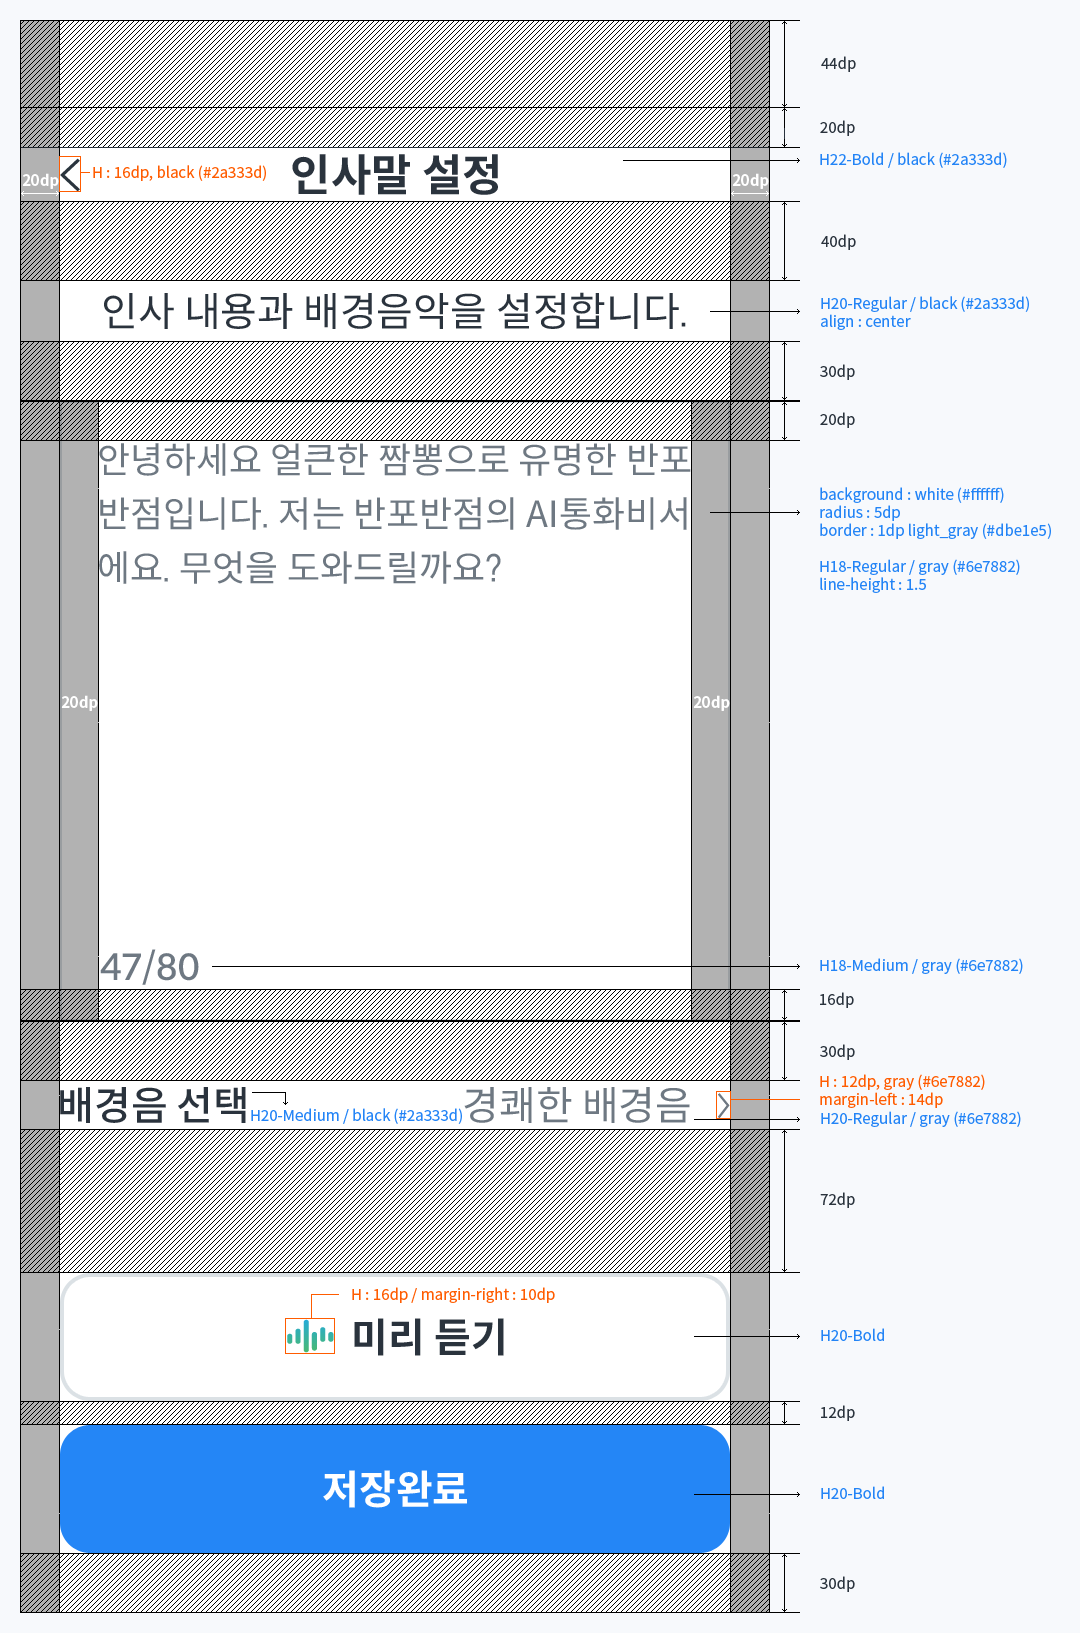 44dp
20dp
20dp
H : 16dp, black (#2a333d)
인사말 설정
20dp
H22-Bold / black (#2a333d)
40dp
인사 내용과 배경음악을 설정합니다.
H20-Regular / black (#2a333d)
align : center
30dp
20dp
안녕하세요 얼큰한 짬뽕으로 유명한 반포
반점입니다. 저는 반포반점의 AI통화비서
에요. 무엇을 도와드릴까요?
background : white (#ffffff)
radius : 5dp
border : 1dp light_gray (#dbe1e5)
H18-Regular / gray (#6e7882)
line-height : 1.5
20dp
20dp
47/80
H18-Medium / gray (#6e7882)
16dp
30dp
배경음 선택
H20-Medium / black (#2a333d)
경쾌한 배경음
H : 12dp, gray (#6e7882)
margin-left : 14dp
H20-Regular / gray (#6e7882)
72dp
H : 16dp / margin-right : 10dp
미리 듣기
H20-Bold
12dp
저장완료
H20-Bold
30dp